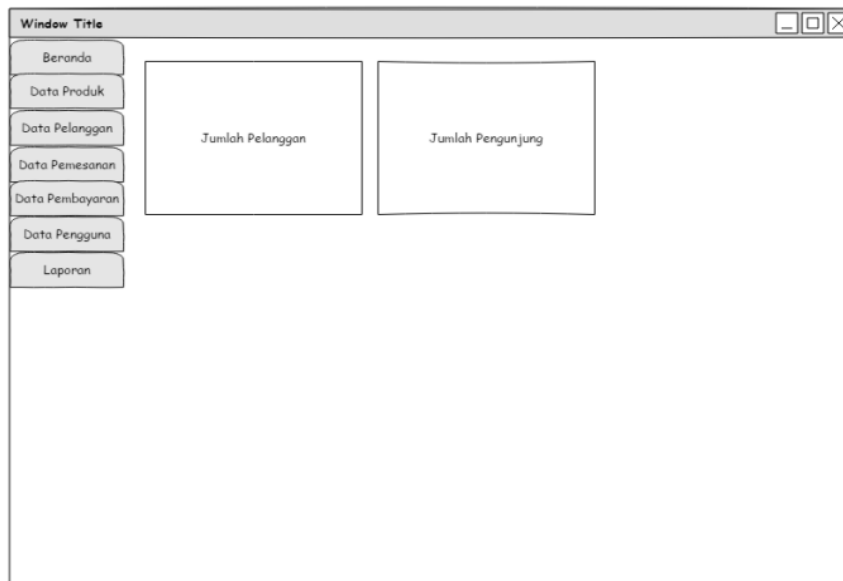 Window Title
Beranda
Data Produk
Data Pelanggan
Data Pemesanan
Data Pembayaran
Data Pengguna
Laporan
Jumlah Pelanggan
Jumlah Pengunjung